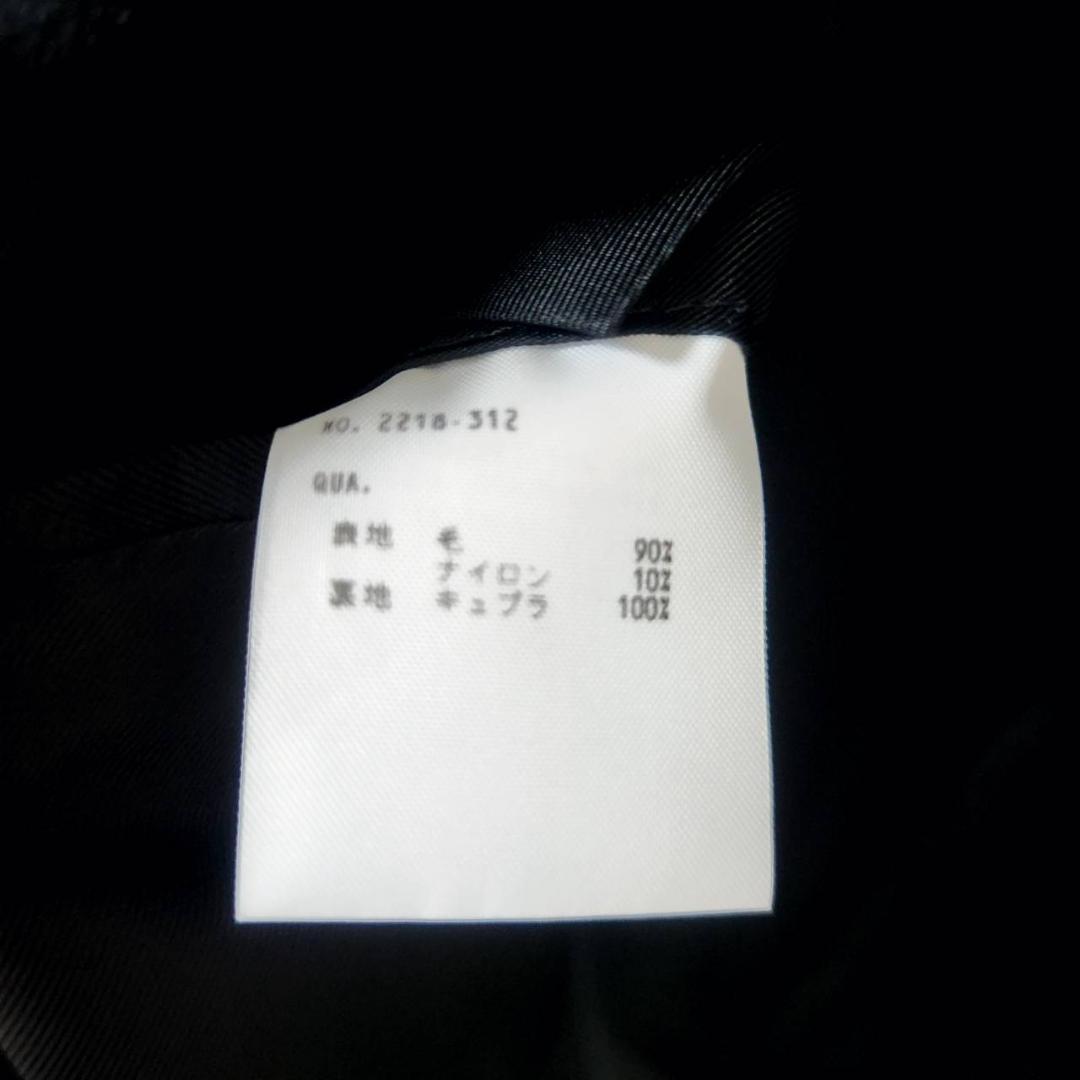 NO. 2218-312
QUA.
表地 毛 90%
ナイロン 10%
裏地 キュプラ 100%